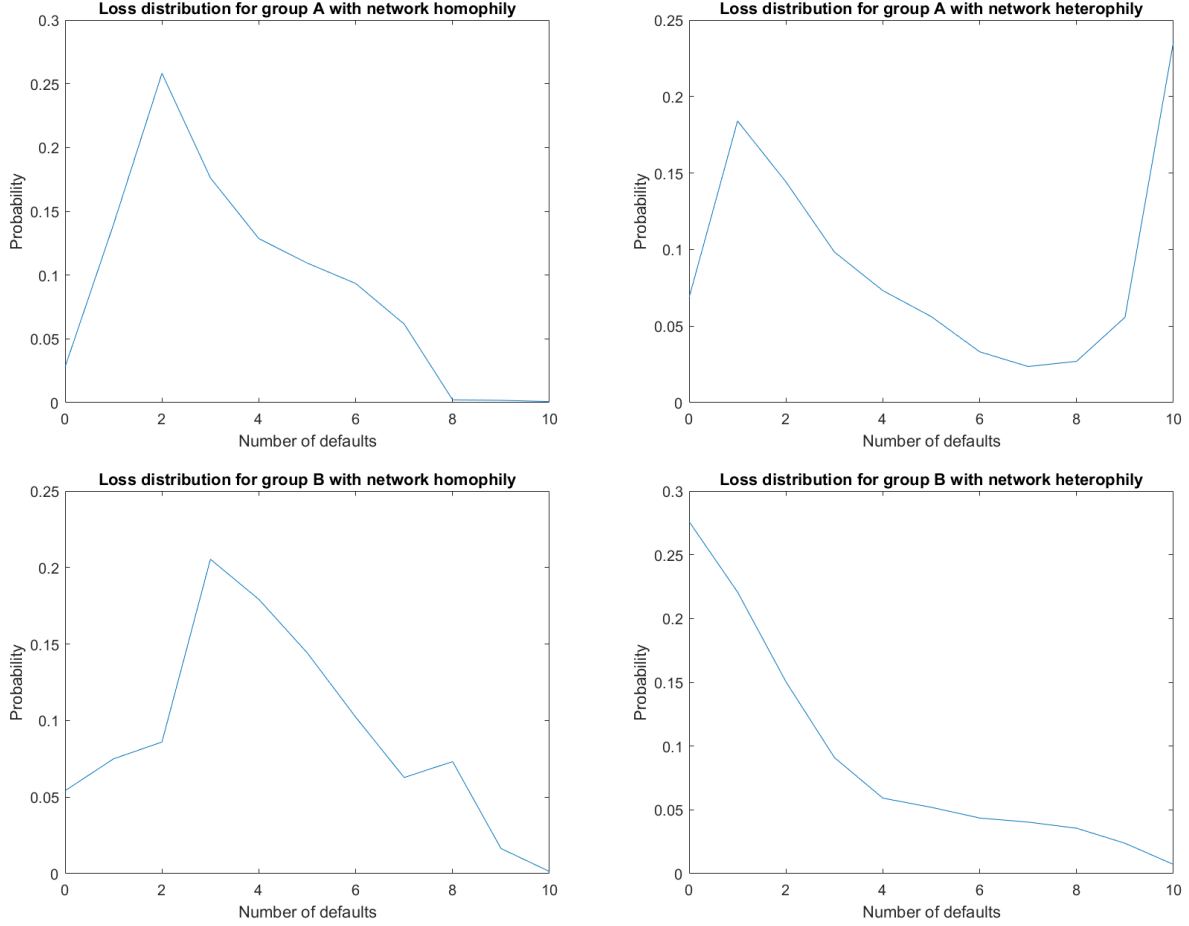 Loss distribution for group A with network homophily
0.3
0.25
0.2
0.15
0.1
0.05
0
Probability
0 2 4 6 8 10
Number of defaults
Loss distribution for group A with network heterophily
0.25
0.2
0.15
0.1
0.05
0
Probability
0 2 4 6 8 10
Number of defaults
Loss distribution for group B with network homophily
0.25
0.2
0.15
0.1
0.05
0
Probability
0 2 4 6 8 10
Number of defaults
Loss distribution for group B with network heterophily
0.3
0.25
0.2
0.15
0.1
0.05
0
Probability
0 2 4 6 8 10
Number of defaults